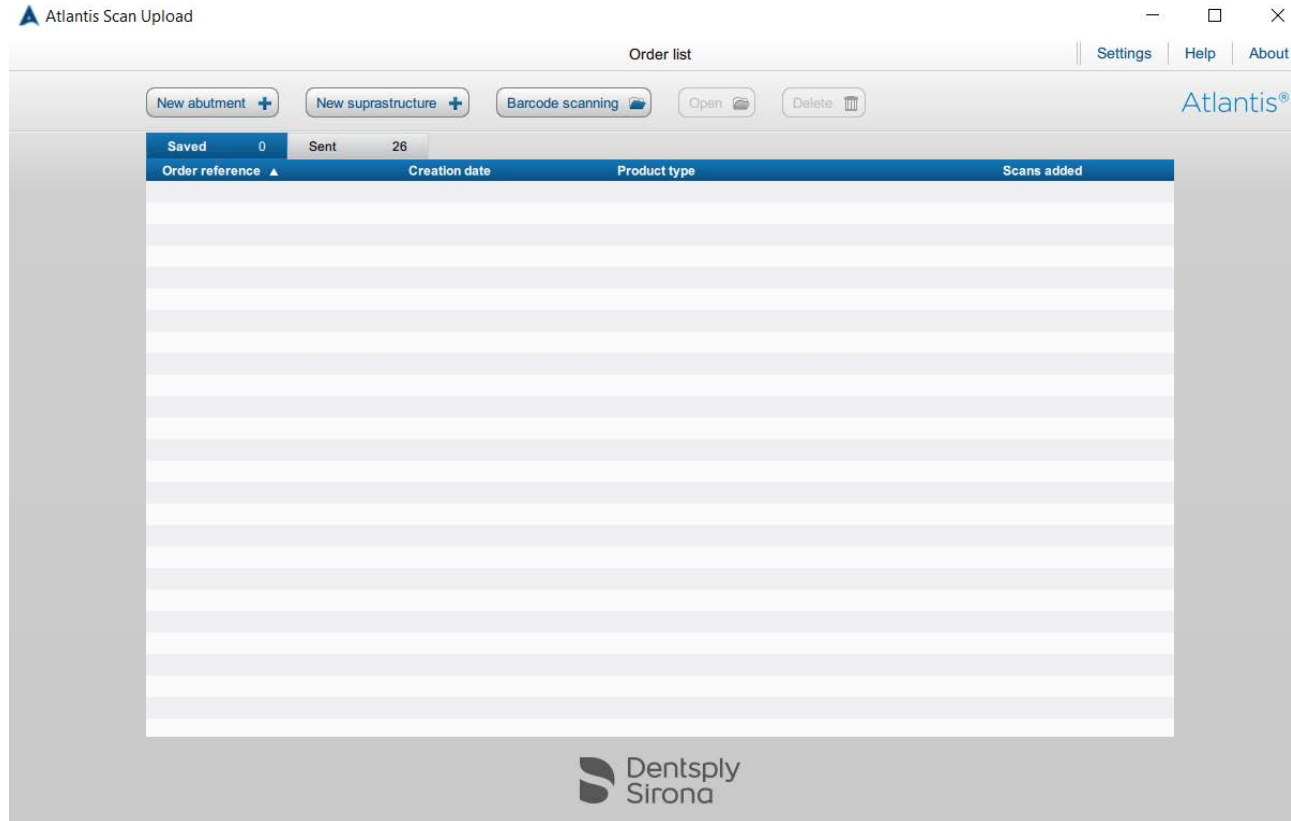 Atlantis Scan Upload
Order list
Settings Help About
New abutment New suprastructure Barcode scanning Open Delete Atlantis®
Saved 0 Sent 26
Order reference ▲ Creation date Product type Scans added
Dentsply
Sirona